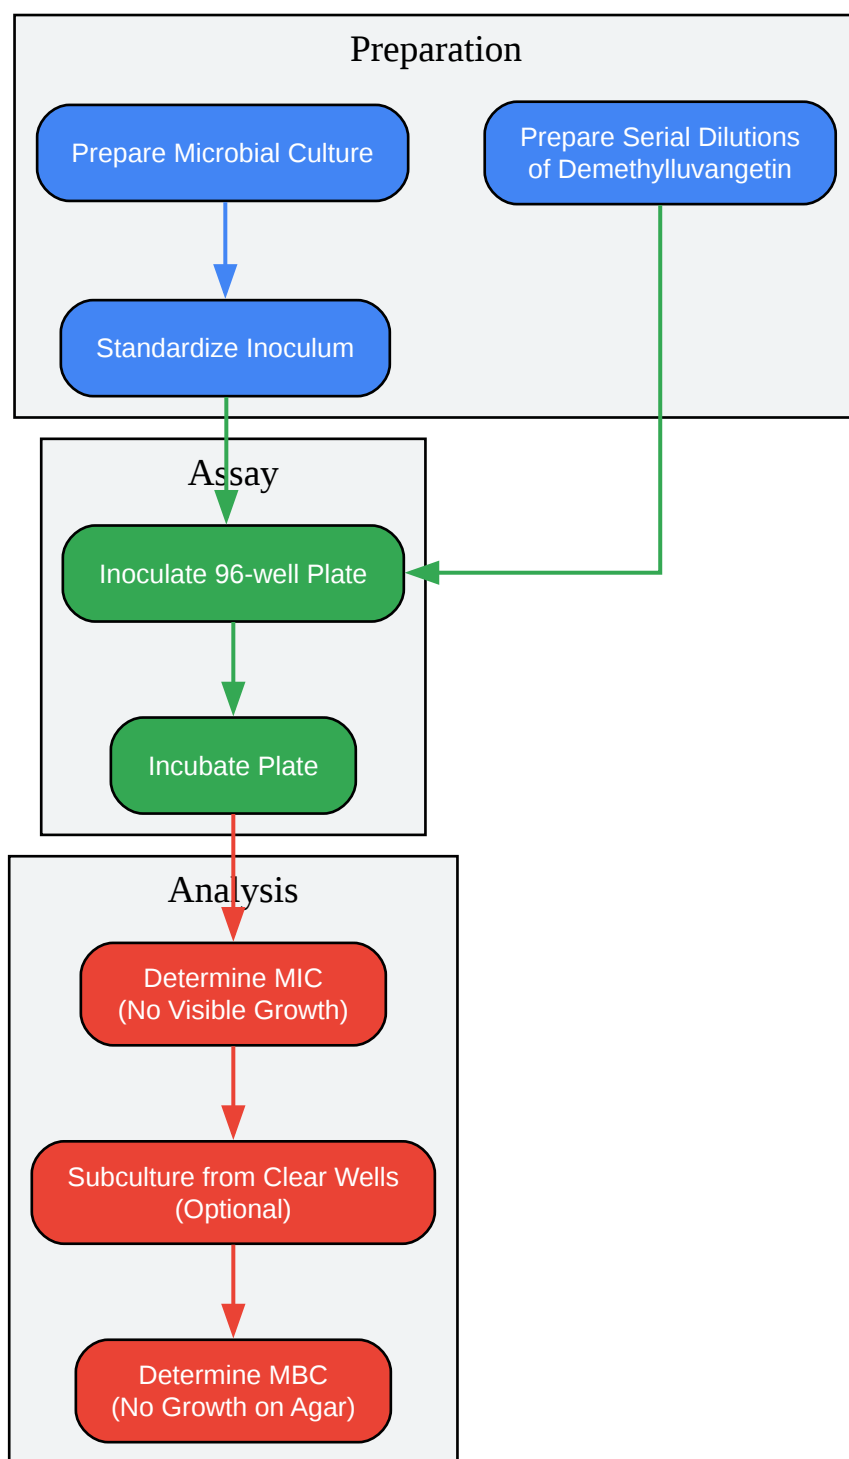 Preparation
Prepare Microbial Culture
Prepare Serial Dilutions
of Demethylluvangetin
Standardize Inoculum
Assay
Inoculate 96-well Plate
Incubate Plate
Analysis
Determine MIC
(No Visible Growth)
Subculture from Clear Wells
(Optional)
Determine MBC
(No Growth on Agar)